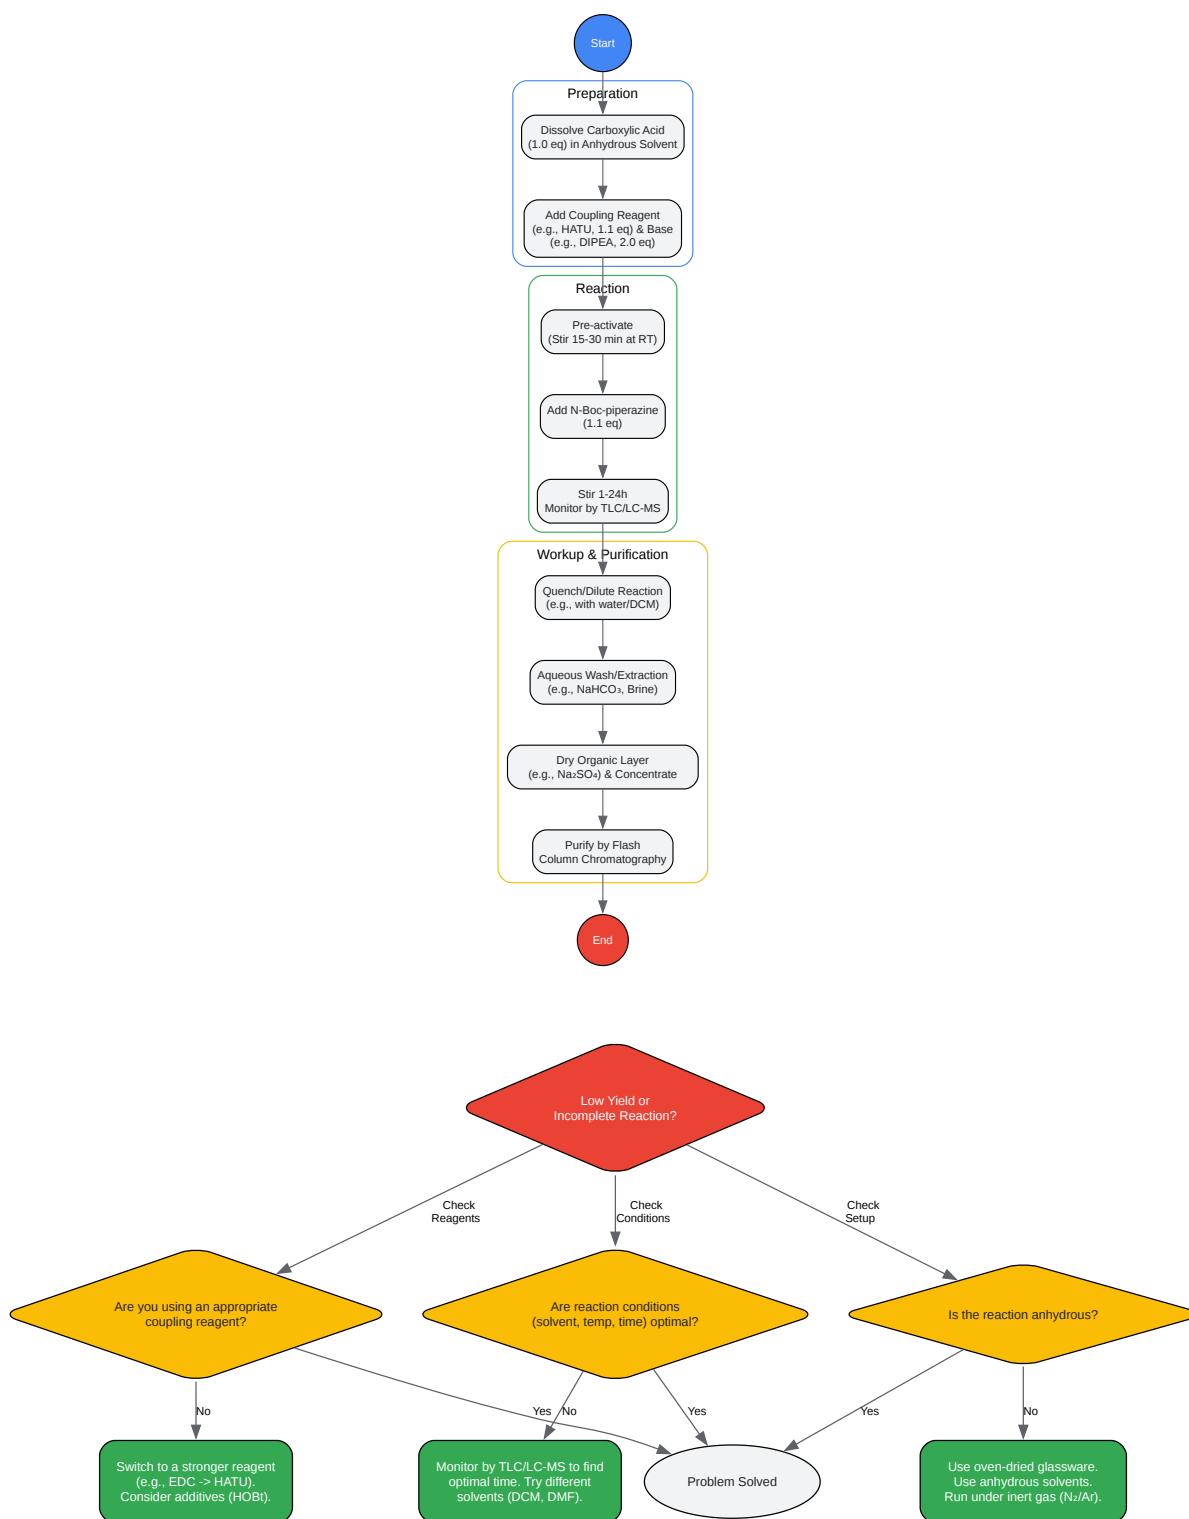 Start
Preparation
Dissolve Carboxylic Acid
(1.0 eq) in Anhydrous Solvent
Add Coupling Reagent
(e.g., HATU, 1.1 eq) & Base
(e.g., DIPEA, 2.0 eq)
Reaction
Pre-activate
(Stir 15-30 min at RT)
Add N-Boc-piperazine
(1.1 eq)
Stir 1-24h
Monitor by TLC/LC-MS
Workup & Purification
Quench/Dilute Reaction
(e.g., with water/DCM)
Aqueous Wash/Extraction
(e.g., NaHCO₃, Brine)
Dry Organic Layer
(e.g., Na₂SO₄) & Concentrate
Purify by Flash
Column Chromatography
End
Low Yield or
Incomplete Reaction?
Check
Reagents
Check
Conditions
Check
Setup
Are you using an appropriate
coupling reagent?
Are reaction conditions
(solvent, temp, time) optimal?
Is the reaction anhydrous?
No
Yes
No
Yes
Yes
No
Switch to a stronger reagent
(e.g., EDC -> HATU).
Consider additives (HOBt).
Monitor by TLC/LC-MS to find
optimal time. Try different
solvents (DCM, DMF).
Problem Solved
Use oven-dried glassware.
Use anhydrous solvents.
Run under inert gas (N₂/Ar).